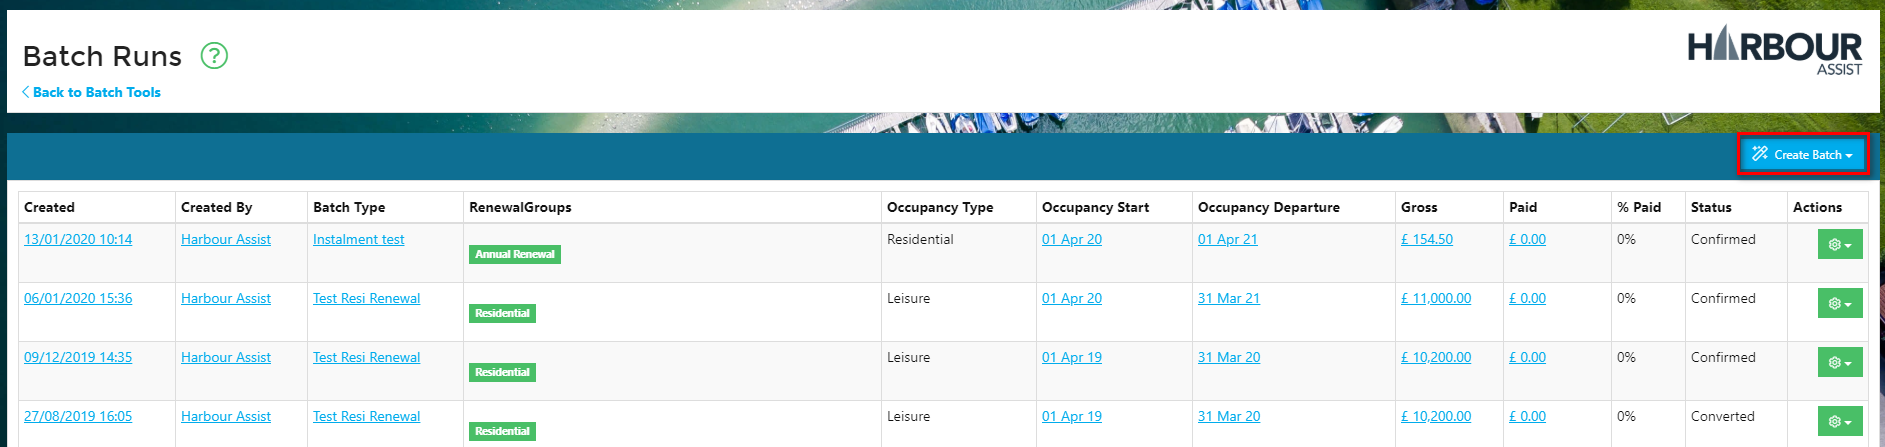 Batch Runs ?
HARBOUR
ASSIST
Back to Batch Tools
Create Batch
Created Created By Batch Type RenewalGroups Occupancy Type Occupancy Start Occupancy Departure Gross Paid % Paid Status Actions
13/01/2020 10:14 Harbour Assist Instalment test Annual Renewal Residential 01 Apr 20 01 Apr 21 £ 154.50 £ 0.00 0% Confirmed
06/01/2020 15:36 Harbour Assist Test Resi Renewal Residential Leisure 01 Apr 20 31 Mar 21 £ 11,000.00 £ 0.00 0% Confirmed
09/12/2019 14:35 Harbour Assist Test Resi Renewal Residential Leisure 01 Apr 19 31 Mar 20 £ 10,200.00 £ 0.00 0% Confirmed
27/08/2019 16:05 Harbour Assist Test Resi Renewal Residential Leisure 01 Apr 19 31 Mar 20 £ 10,200.00 £ 0.00 0% Converted